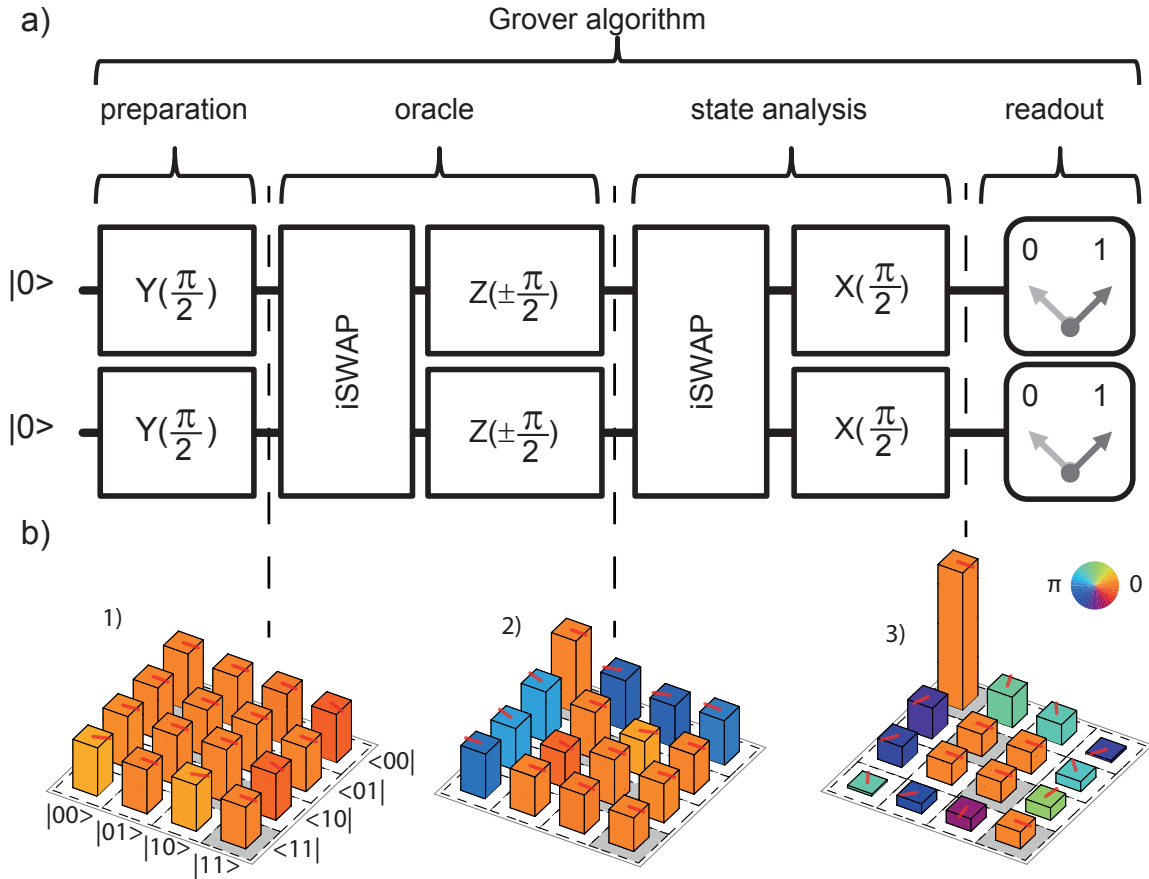 a)
Grover algorithm
preparation oracle state analysis readout
|0> Y(π/2) iSWAP Z(±π/2) iSWAP X(π/2) 0 1
|0> Y(π/2) Z(±π/2) X(π/2) 0 1
b)
1) 2) 3) π 0
<00|
<01|
<10|
<11|
|00>
|01>
|10>
|11>